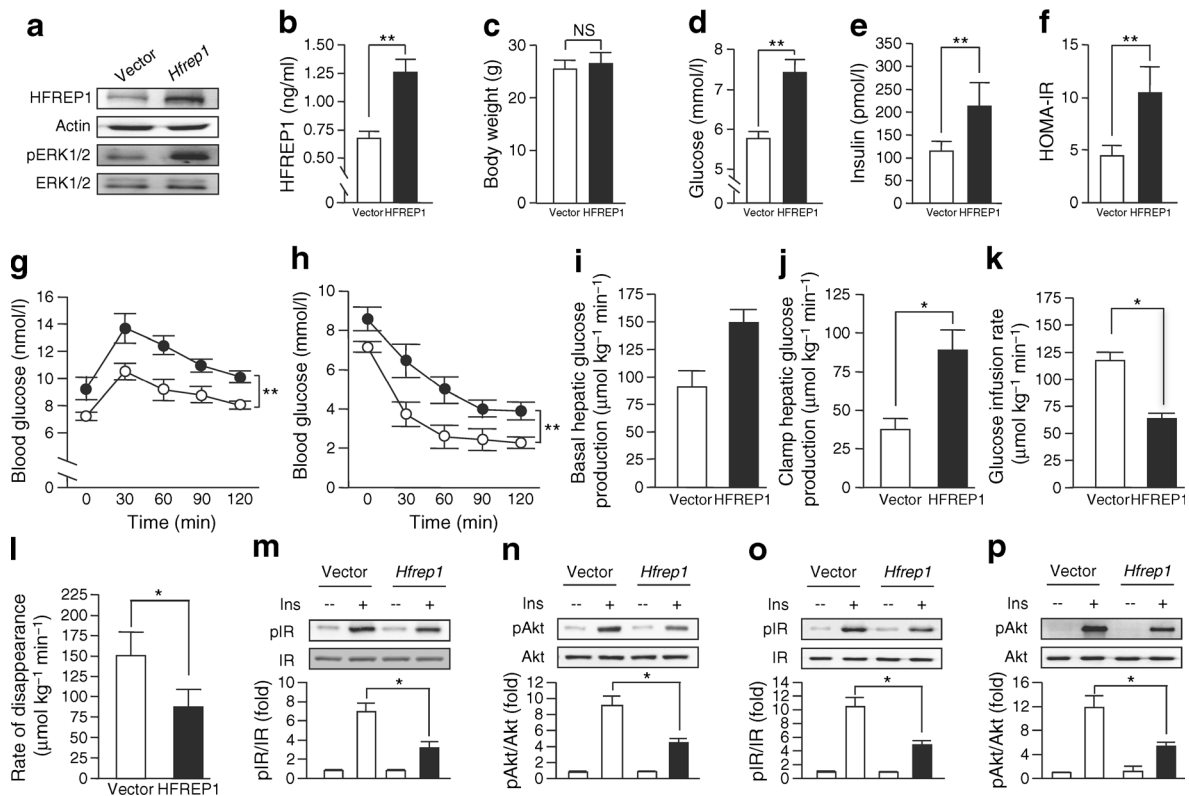 a
Vector
Hfrep1
HFREP1
Actin
pERK1/2
ERK1/2
b
HFREP1 (ng/ml)
1.50
1.25
1.00
0.75
0.50
0
**
Vector HFREP1
c
Body weight (g)
30
20
10
0
NS
Vector HFREP1
d
Glucose (mmol/l)
8
7
6
5
0
**
Vector HFREP1
e
Insulin (pmol/l)
350
300
250
200
150
100
50
0
**
Vector HFREP1
f
HOMA-IR
15
10
5
0
**
Vector HFREP1
g
Blood glucose (nmol/l)
16
14
12
10
8
6
0
**
0 30 60 90 120
Time (min)
h
Blood glucose (mmol/l)
10
8
6
4
2
0
**
0 30 60 90 120
Time (min)
i
Basal hepatic glucose
production (μmol kg⁻¹ min⁻¹)
175
150
125
100
75
50
25
0
Vector HFREP1
j
Clamp hepatic glucose
production (μmol kg⁻¹ min⁻¹)
125
100
75
50
25
0
*
Vector HFREP1
k
Glucose infusion rate
(μmol kg⁻¹ min⁻¹)
175
150
125
100
75
50
25
0
*
Vector HFREP1
l
Rate of disappearance
(μmol kg⁻¹ min⁻¹)
225
200
175
150
125
100
75
50
25
0
*
Vector HFREP1
m
Vector Hfrep1
Ins -- + -- +
pIR
IR
pIR/IR (fold)
10
8
6
4
2
0
*
n
Vector Hfrep1
Ins -- + -- +
pAkt
Akt
pAkt/Akt (fold)
12
10
8
6
4
2
0
*
o
Vector Hfrep1
Ins -- + -- +
pIR
IR
pIR/IR (fold)
14
12
10
8
6
4
2
0
*
p
Vector Hfrep1
Ins -- + -- +
pAkt
Akt
pAkt/Akt (fold)
16
12
8
4
0
*